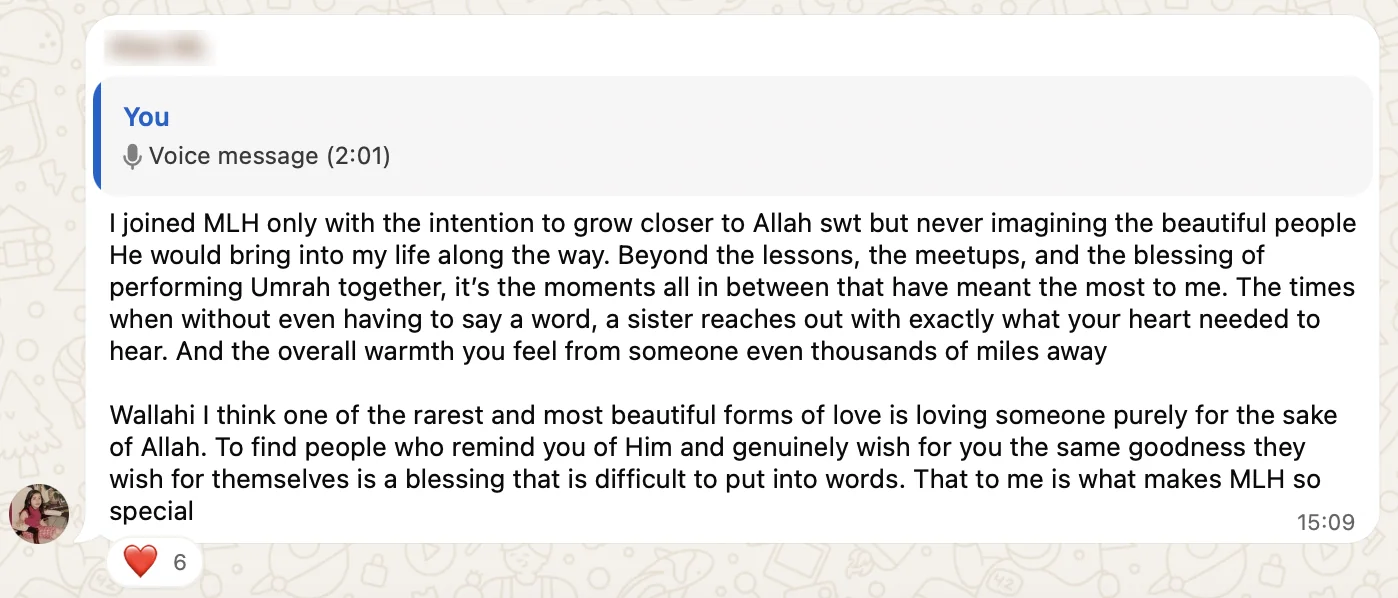 You
Voice message (2:01)
I joined MLH only with the intention to grow closer to Allah swt but never imagining the beautiful people
He would bring into my life along the way. Beyond the lessons, the meetups, and the blessing of
performing Umrah together, it’s the moments all in between that have meant the most to me. The times
when without even having to say a word, a sister reaches out with exactly what your heart needed to
hear. And the overall warmth you feel from someone even thousands of miles away
Wallahi I think one of the rarest and most beautiful forms of love is loving someone purely for the sake
of Allah. To find people who remind you of Him and genuinely wish for you the same goodness they
wish for themselves is a blessing that is difficult to put into words. That to me is what makes MLH so
special
15:09
❤️ 6